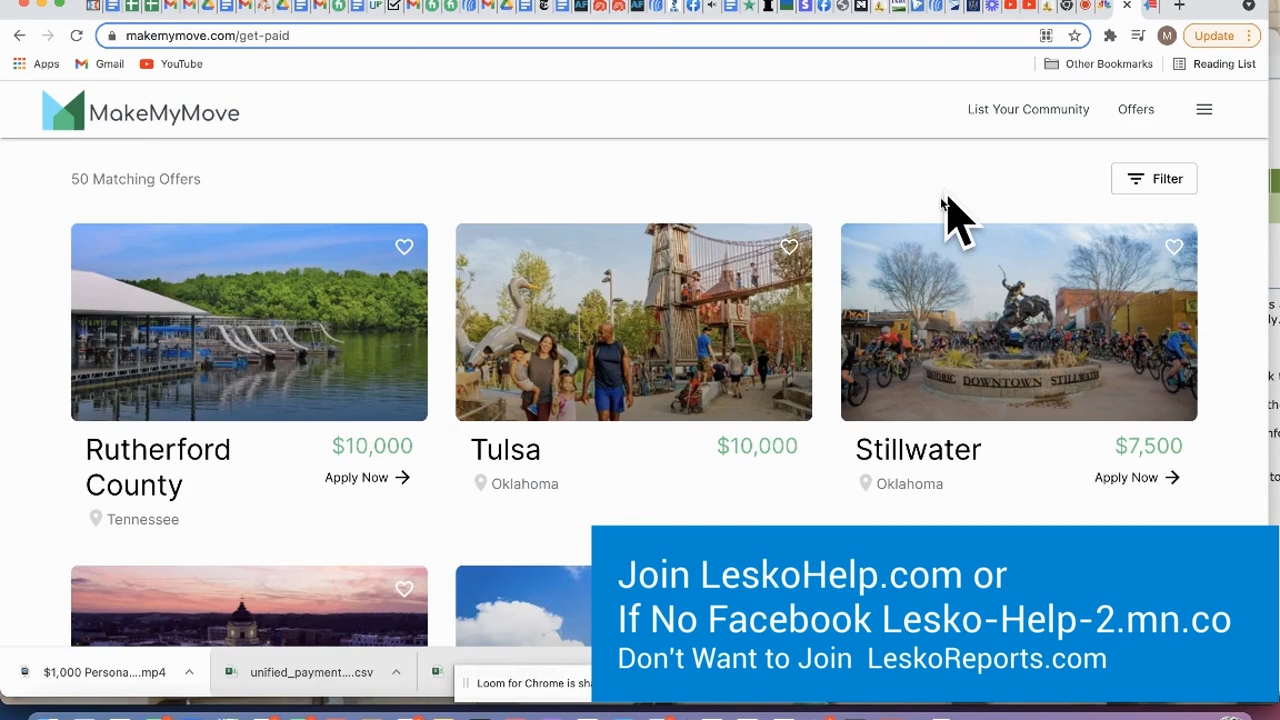 UP
AF
AF
makemymove.com/get-paid
M
Update
Apps
Gmail
YouTube
Other Bookmarks
Reading List
MakeMyMove
List Your Community
Offers
50 Matching Offers
Filter
HISTORIC DOWNTOWN STILLWATER
Rutherford County
$10,000
Apply Now →
Tennessee
Tulsa
$10,000
Oklahoma
Stillwater
$7,500
Apply Now →
Oklahoma
Join LeskoHelp.com or
If No Facebook Lesko-Help-2.mn.co
Don't Want to Join LeskoReports.com
$1,000 Persona....mp4
unified_payment....csv
Loom for Chrome is